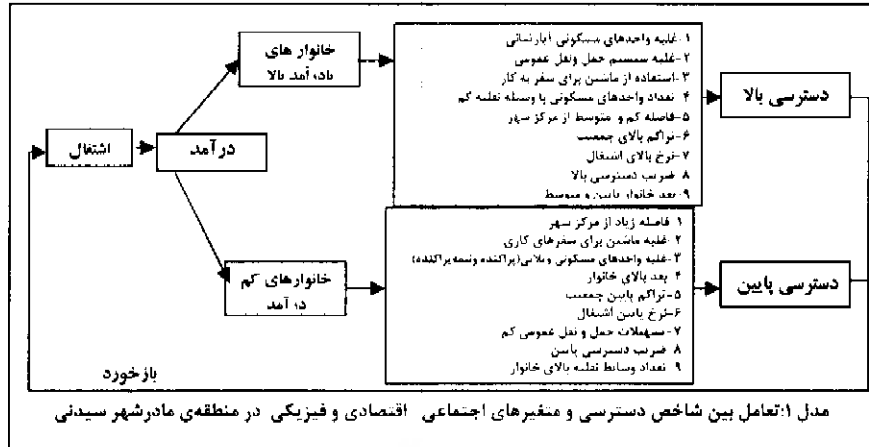 خانوار های
بادرآمد بالا
۱-غلبه واحدهای مسکونی آپارتمانی
۲-غلبه سیستم حمل ونقل عمومی
۳-استفاده از ماشین برای سفر به کار
۴ تعداد واحدهای مسکونی با وسیله نقلیه کم
۵-فاصله کم و متوسط از مرکز شهر
۶-تراکم بالای جمعیت
۷-نرخ بالای اشتغال
۸ ضریب دسترسی بالا
۹ بعد خانوار پایین و متوسط
دسترسی بالا
اشتغال
درآمد
خانوارهای کم
درآمد
۱ فاصله زیاد از مرکز شهر
۲-غلبه ماشین برای سفرهای کاری
۳-غلبه واحدهای مسکونی ویلایی(پراکنده ونیمه‌پراکنده)
۴ بعد بالای خانوار
۵-تراکم پایین جمعیت
۶-نرخ پایین اشتغال
۷-تسهیلات حمل و نقل عمومی کم
۸ ضریب دسترسی پایین
۹ تعداد وسایط نقلیه بالای خانوار
دسترسی پایین
بازخورد
مدل ۱:تعامل بین شاخص دسترسی و متغیرهای اجتماعی اقتصادی و فیزیکی در منطقه‌ی مادرشهر سیدنی